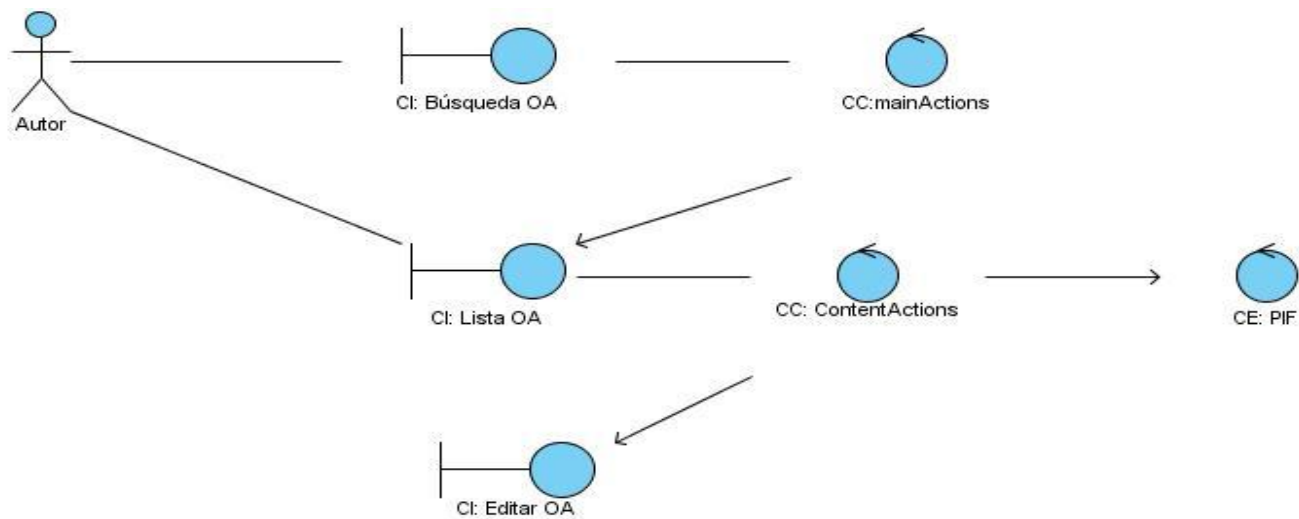 Autor
CI: Búsqueda OA
CC:mainActions
CI: Lista OA
CC: ContentActions
CE: PIF
CI: Editar OA